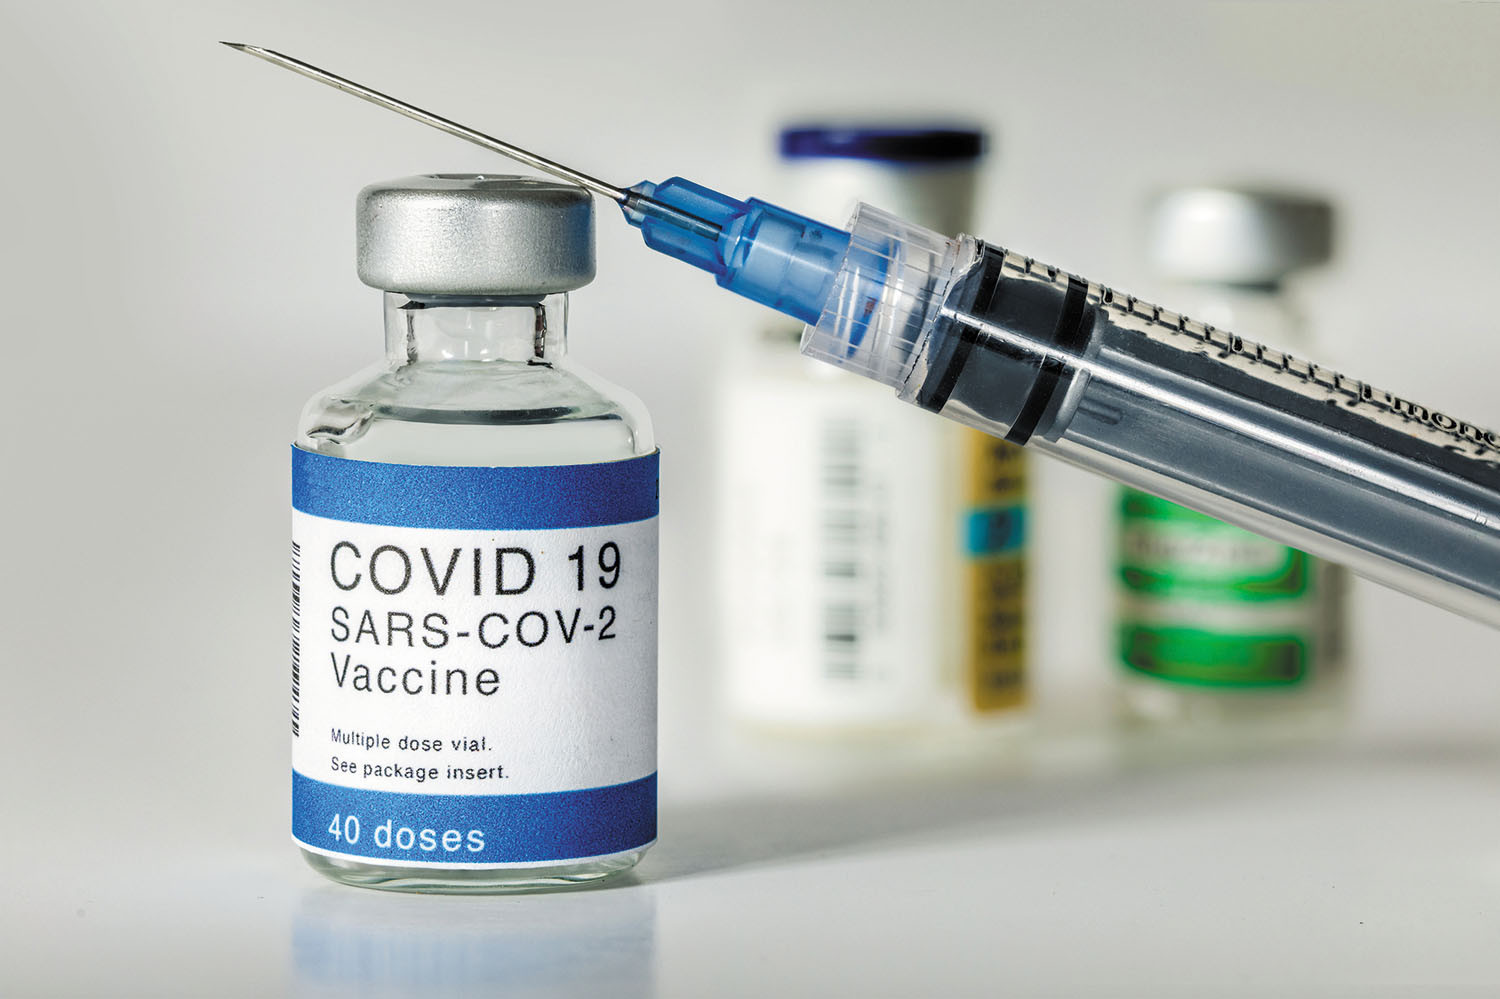 COVID 19
SARS-COV-2
Vaccine
Multiple dose vial.
See package insert.
40 doses